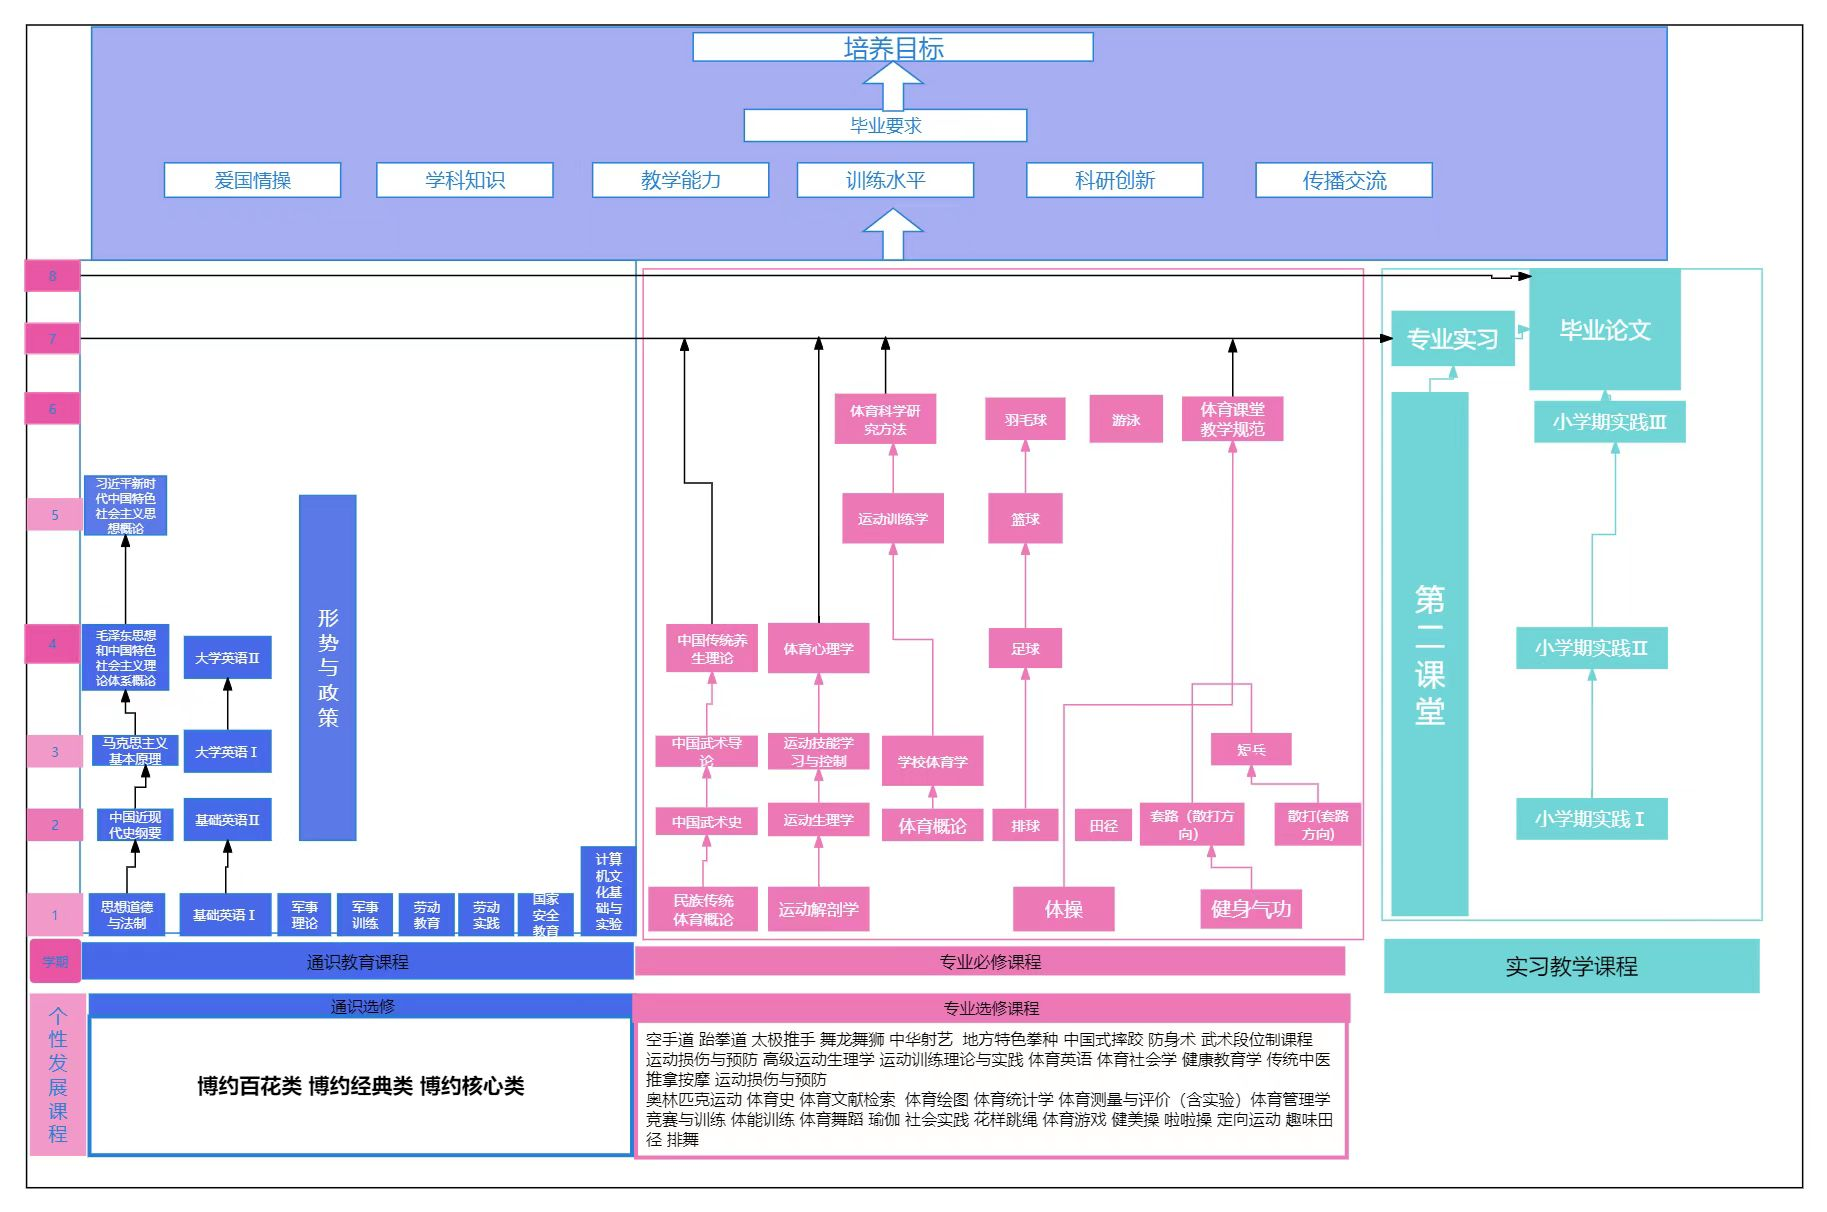 培养目标
毕业要求
爱国情操
学科知识
教学能力
训练水平
科研创新
传播交流
8
7
6
5
4
3
2
1
学期
习近平新时
代中国特色
社会主义思
想概论
毛泽东思想
和中国特色
社会主义理
论体系概论
马克思主义
基本原理
中国近现
代史纲要
思想道德
与法制
大学英语Ⅱ
大学英语Ⅰ
基础英语Ⅱ
基础英语Ⅰ
形
势
与
政
策
军事
理论
军事
训练
劳动
教育
劳动
实践
国家
安全
教育
计算
机文
化基
础与
实验
体育科学研
究方法
羽毛球
游泳
体育课堂
教学规范
运动训练学
篮球
中国传统养
生理论
体育心理学
足球
中国武术导
论
运动技能学
习与控制
学校体育学
短兵
中国武术史
运动生理学
体育概论
排球
田径
套路（散打方
向）
散打(套路
方向)
民族传统
体育概论
运动解剖学
体操
健身气功
专业实习
毕业论文
小学期实践Ⅲ
小学期实践Ⅱ
小学期实践Ⅰ
第
二
课
堂
通识教育课程
专业必修课程
实习教学课程
个
性
发
展
课
程
通识选修
博约百花类 博约经典类 博约核心类
专业选修课程
空手道 跆拳道 太极推手 舞龙舞狮 中华射艺 地方特色拳种 中国式摔跤 防身术 武术段位制课程
运动损伤与预防 高级运动生理学 运动训练理论与实践 体育英语 体育社会学 健康教育学 传统中医
推拿按摩 运动损伤与预防
奥林匹克运动 体育史 体育文献检索 体育绘图 体育统计学 体育测量与评价（含实验）体育管理学
竞赛与训练 体能训练 体育舞蹈 瑜伽 社会实践 花样跳绳 体育游戏 健美操 啦啦操 定向运动 趣味田
径 排舞